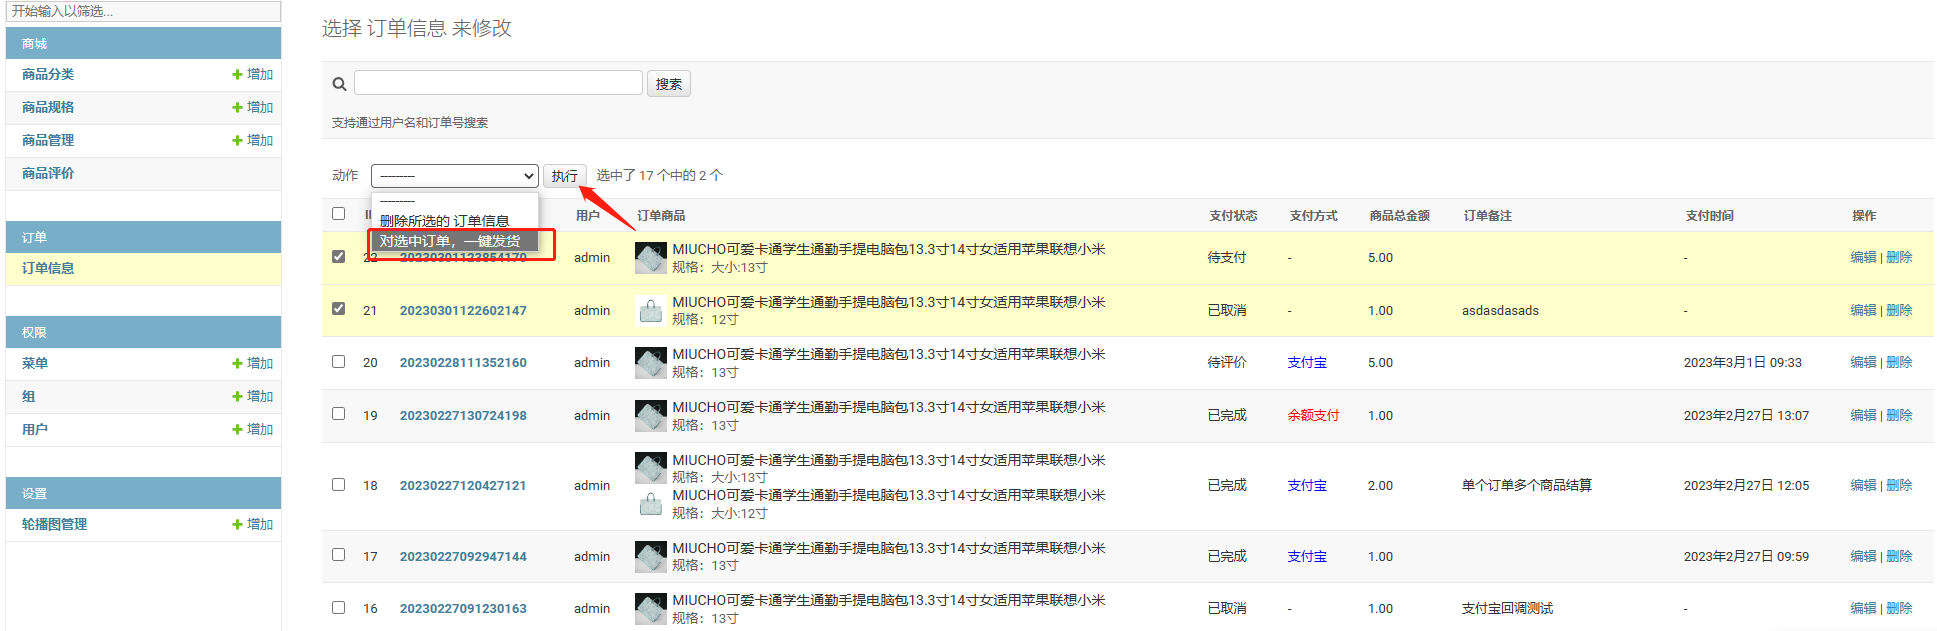 开始输入以筛选...
商城
商品分类 增加
商品规格 增加
商品管理 增加
商品评价
订单
订单信息
权限
菜单 增加
组 增加
用户 增加
设置
轮播图管理 增加
选择 订单信息 来修改
搜索
支持通过用户名和订单号搜索
动作 --------- 执行 选中了 17 个中的 2 个
---------
删除所选的 订单信息
对选中订单，一键发货
用户 订单商品 支付状态 支付方式 商品总金额 订单备注 支付时间 操作
22 20230301123854170 admin MIUCHO可爱卡通学生通勤手提电脑包13.3寸14寸女适用苹果联想小米 待支付 - 5.00 - 编辑 | 删除
规格：大小:13寸
21 20230301122602147 admin MIUCHO可爱卡通学生通勤手提电脑包13.3寸14寸女适用苹果联想小米 已取消 - 1.00 asdasdasads - 编辑 | 删除
规格：12寸
20 20230228111352160 admin MIUCHO可爱卡通学生通勤手提电脑包13.3寸14寸女适用苹果联想小米 待评价 支付宝 5.00 2023年3月1日 09:33 编辑 | 删除
规格：13寸
19 20230227130724198 admin MIUCHO可爱卡通学生通勤手提电脑包13.3寸14寸女适用苹果联想小米 已完成 余额支付 1.00 2023年2月27日 13:07 编辑 | 删除
规格：13寸
18 20230227120427121 admin MIUCHO可爱卡通学生通勤手提电脑包13.3寸14寸女适用苹果联想小米 已完成 支付宝 2.00 单个订单多个商品结算 2023年2月27日 12:05 编辑 | 删除
规格：大小:13寸
MIUCHO可爱卡通学生通勤手提电脑包13.3寸14寸女适用苹果联想小米
规格：大小:12寸
17 20230227092947144 admin MIUCHO可爱卡通学生通勤手提电脑包13.3寸14寸女适用苹果联想小米 已完成 支付宝 1.00 2023年2月27日 09:59 编辑 | 删除
规格：13寸
16 20230227091230163 admin MIUCHO可爱卡通学生通勤手提电脑包13.3寸14寸女适用苹果联想小米 已取消 - 1.00 支付宝回调测试 - 编辑 | 删除
规格：13寸